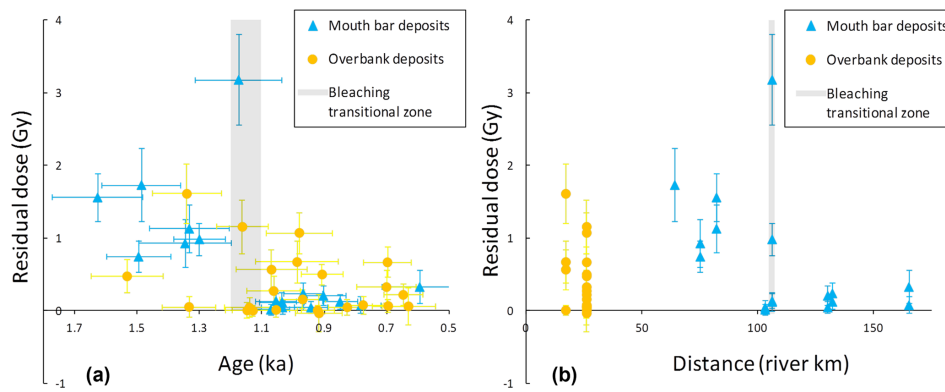 4
3
2
1
0
-1
Residual dose (Gy)
Mouth bar deposits
Overbank deposits
Bleaching
transitional zone
1.7
1.5
1.3
1.1
0.9
0.7
0.5
(a)
Age (ka)
4
3
2
1
0
-1
Residual dose (Gy)
Mouth bar deposits
Overbank deposits
Bleaching
transitional zone
0
50
100
150
(b)
Distance (river km)